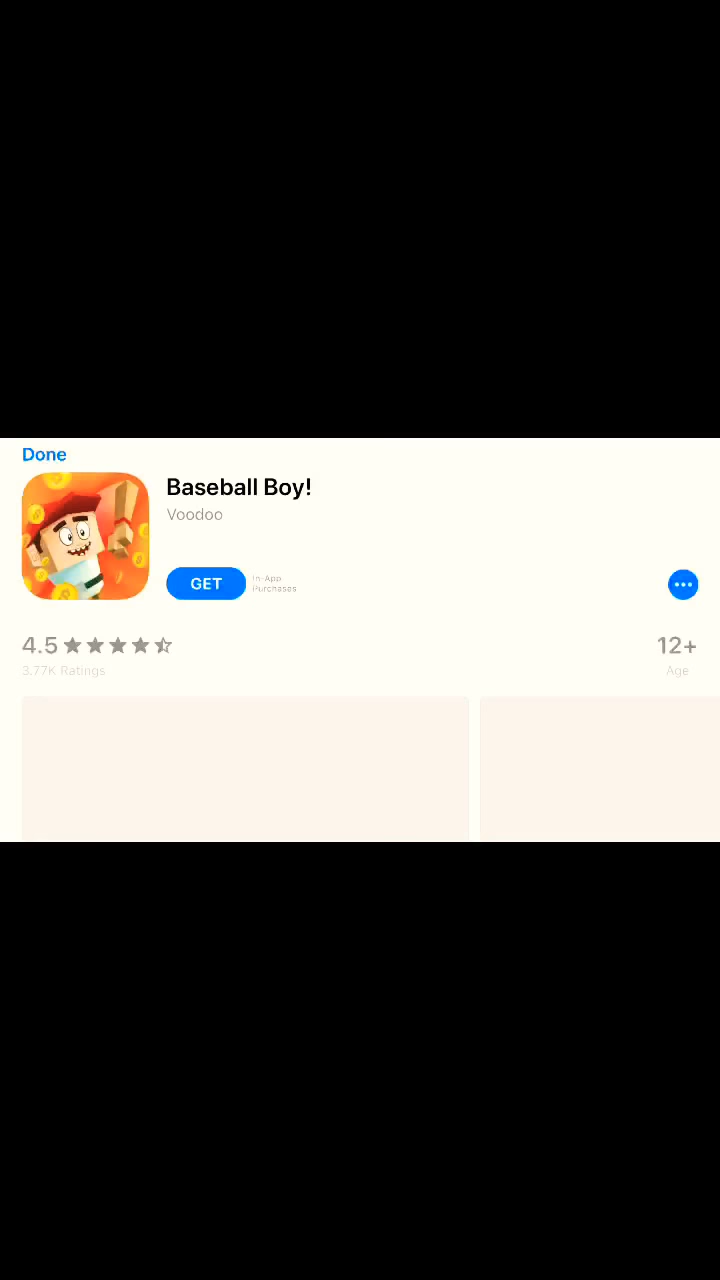 Done
Baseball Boy!
Voodoo
GET
In-App
Purchases
4.5
12+
3.77K Ratings
Age